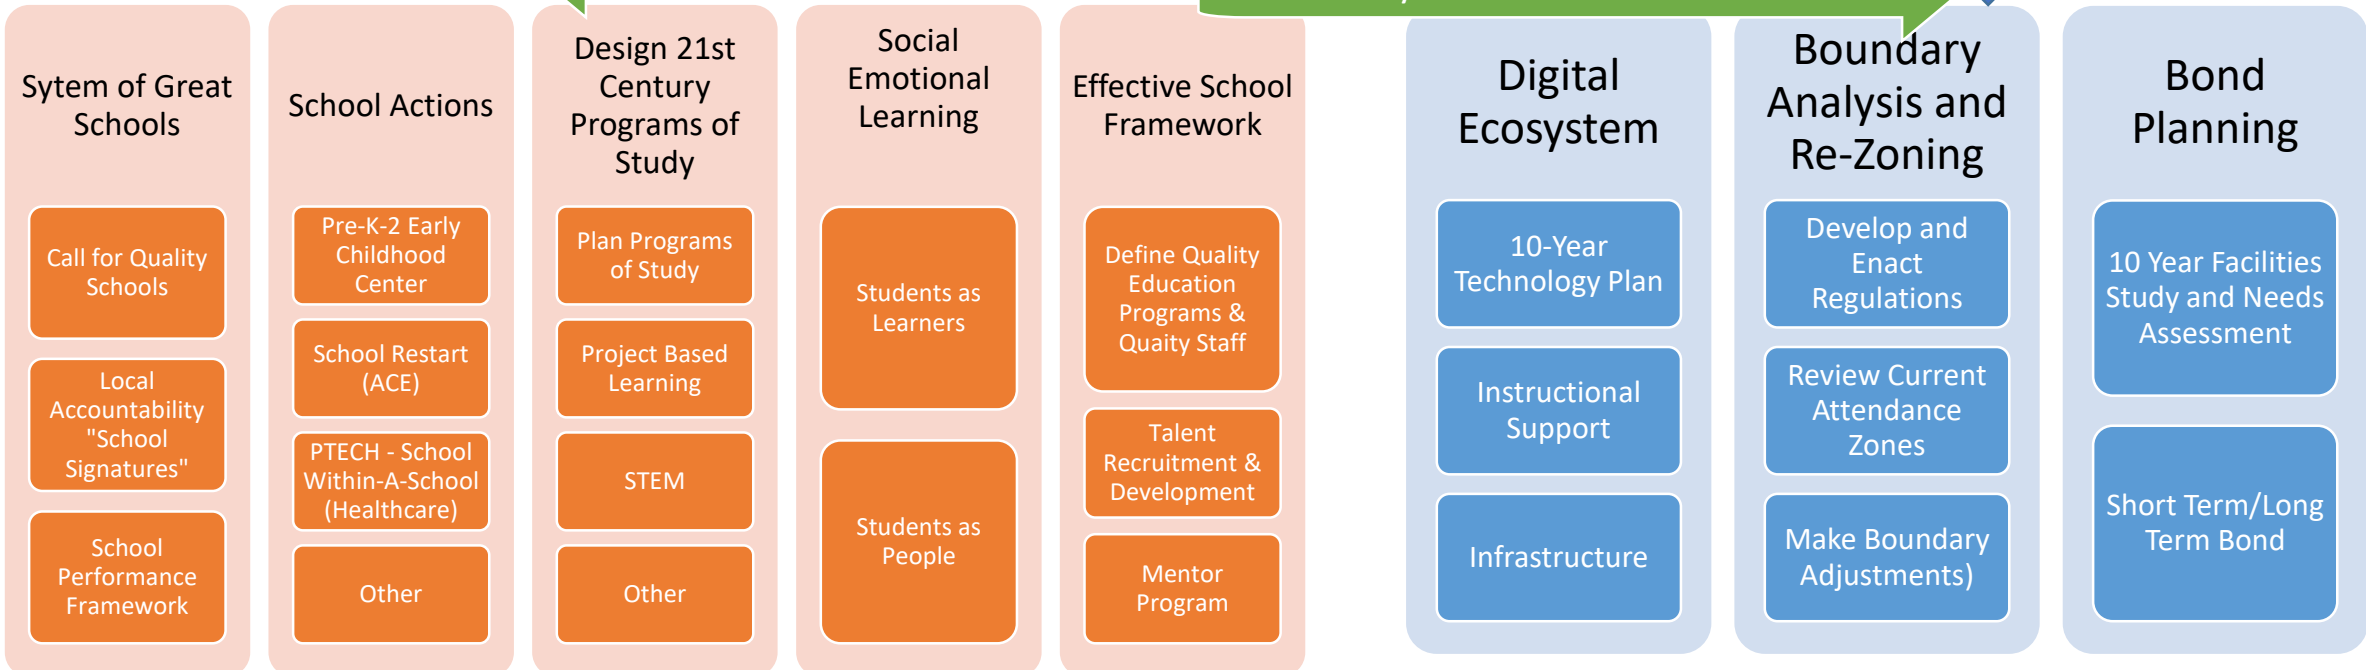 Sytem of Great
Schools
Call for Quality
Schools
Local
Accountability
"School
Signatures"
School
Performance
Framework
School Actions
Pre-K-2 Early
Childhood
Center
School Restart
(ACE)
PTECH - School
Within-A-School
(Healthcare)
Other
Design 21st
Century
Programs of
Study
Plan Programs
of Study
Project Based
Learning
STEM
Other
Social
Emotional
Learning
Students as
Learners
Students as
People
Effective School
Framework
Define Quality
Education
Programs &
Quaity Staff
Talent
Recruitment &
Development
Mentor
Program
Digital
Ecosystem
10-Year
Technology Plan
Instructional
Support
Infrastructure
Boundary
Analysis and
Re-Zoning
Develop and
Enact
Regulations
Review Current
Attendance
Zones
Make Boundary
Adjustments)
Bond
Planning
10 Year Facilities
Study and Needs
Assessment
Short Term/Long
Term Bond